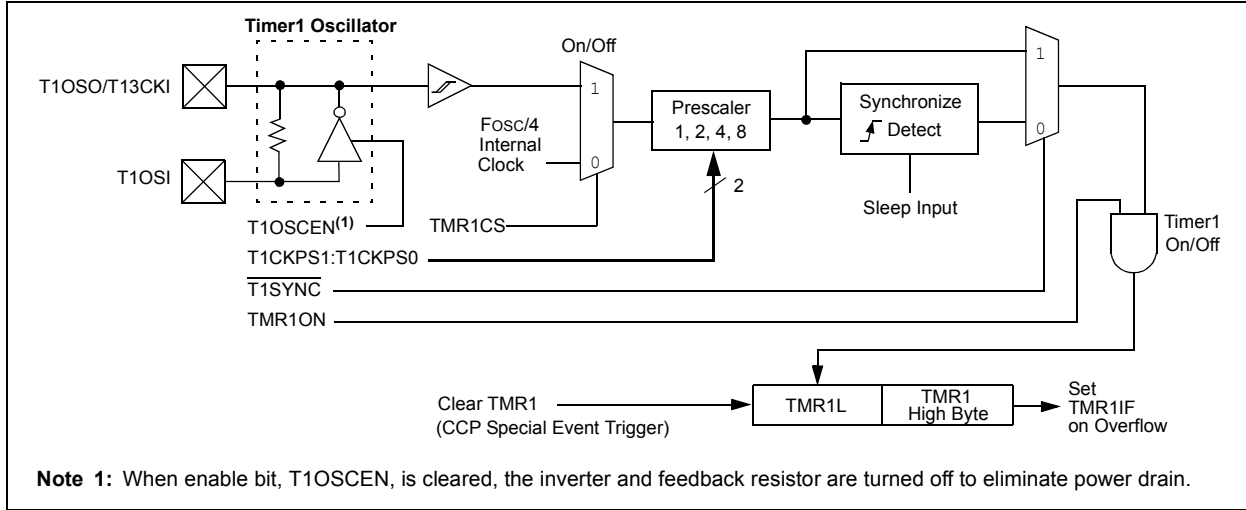 Timer1 Oscillator
On/Off
T1OSO/T13CKI
1
FOSC/4
Internal
Clock
0
Prescaler
1, 2, 4, 8
2
Synchronize
Detect
Sleep Input
1
0
T1OSI
T1OSCEN(1)
TMR1CS
T1CKPS1:T1CKPS0
T1SYNC
TMR1ON
Timer1
On/Off
Clear TMR1
(CCP Special Event Trigger)
TMR1L
TMR1
High Byte
Set
TMR1IF
on Overflow
Note 1: When enable bit, T1OSCEN, is cleared, the inverter and feedback resistor are turned off to eliminate power drain.